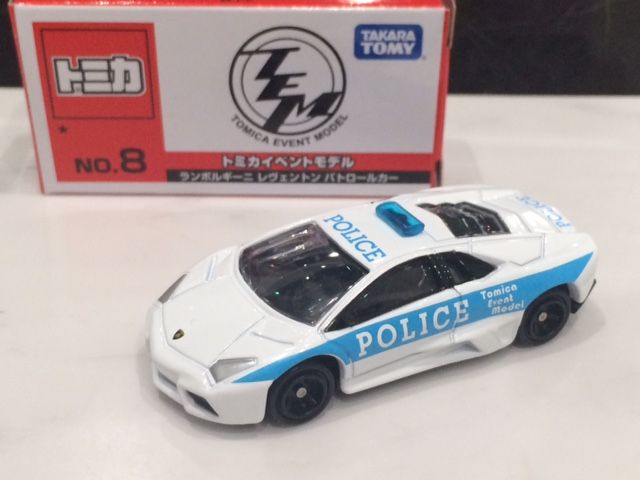 トミカ
TEM
TOMICA EVENT MODEL
TAKARA
TOMY
NO.8
トミカイベントモデル
ランボルギーニ レヴェントン パトロールカー
POLICE
POLICE
POLICE
Tomica
Event
Model